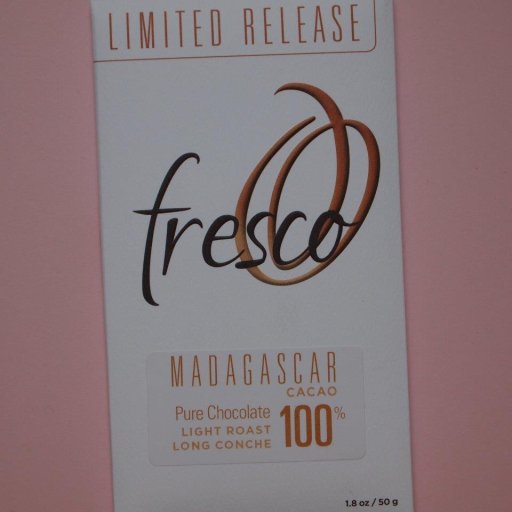 LIMITED RELEASE
fresco
MADAGASCAR
CACAO
Pure Chocolate 100%
LIGHT ROAST
LONG CONCHE
1.8 oz / 50 g